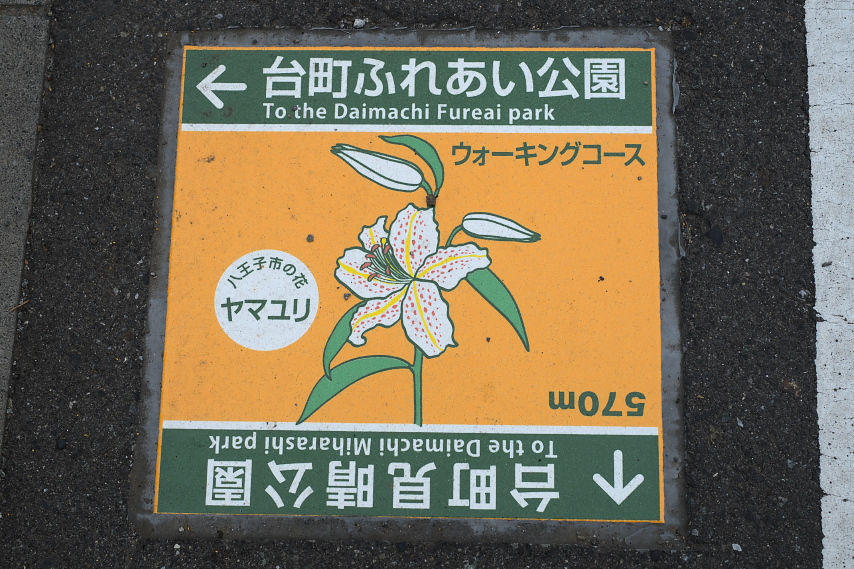 ← 台町ふれあい公園
To the Daimachi Fureai park
ウォーキングコース
八王子市の花
ヤマユリ
570m
← 台町見晴公園
To the Daimachi Miharashi park